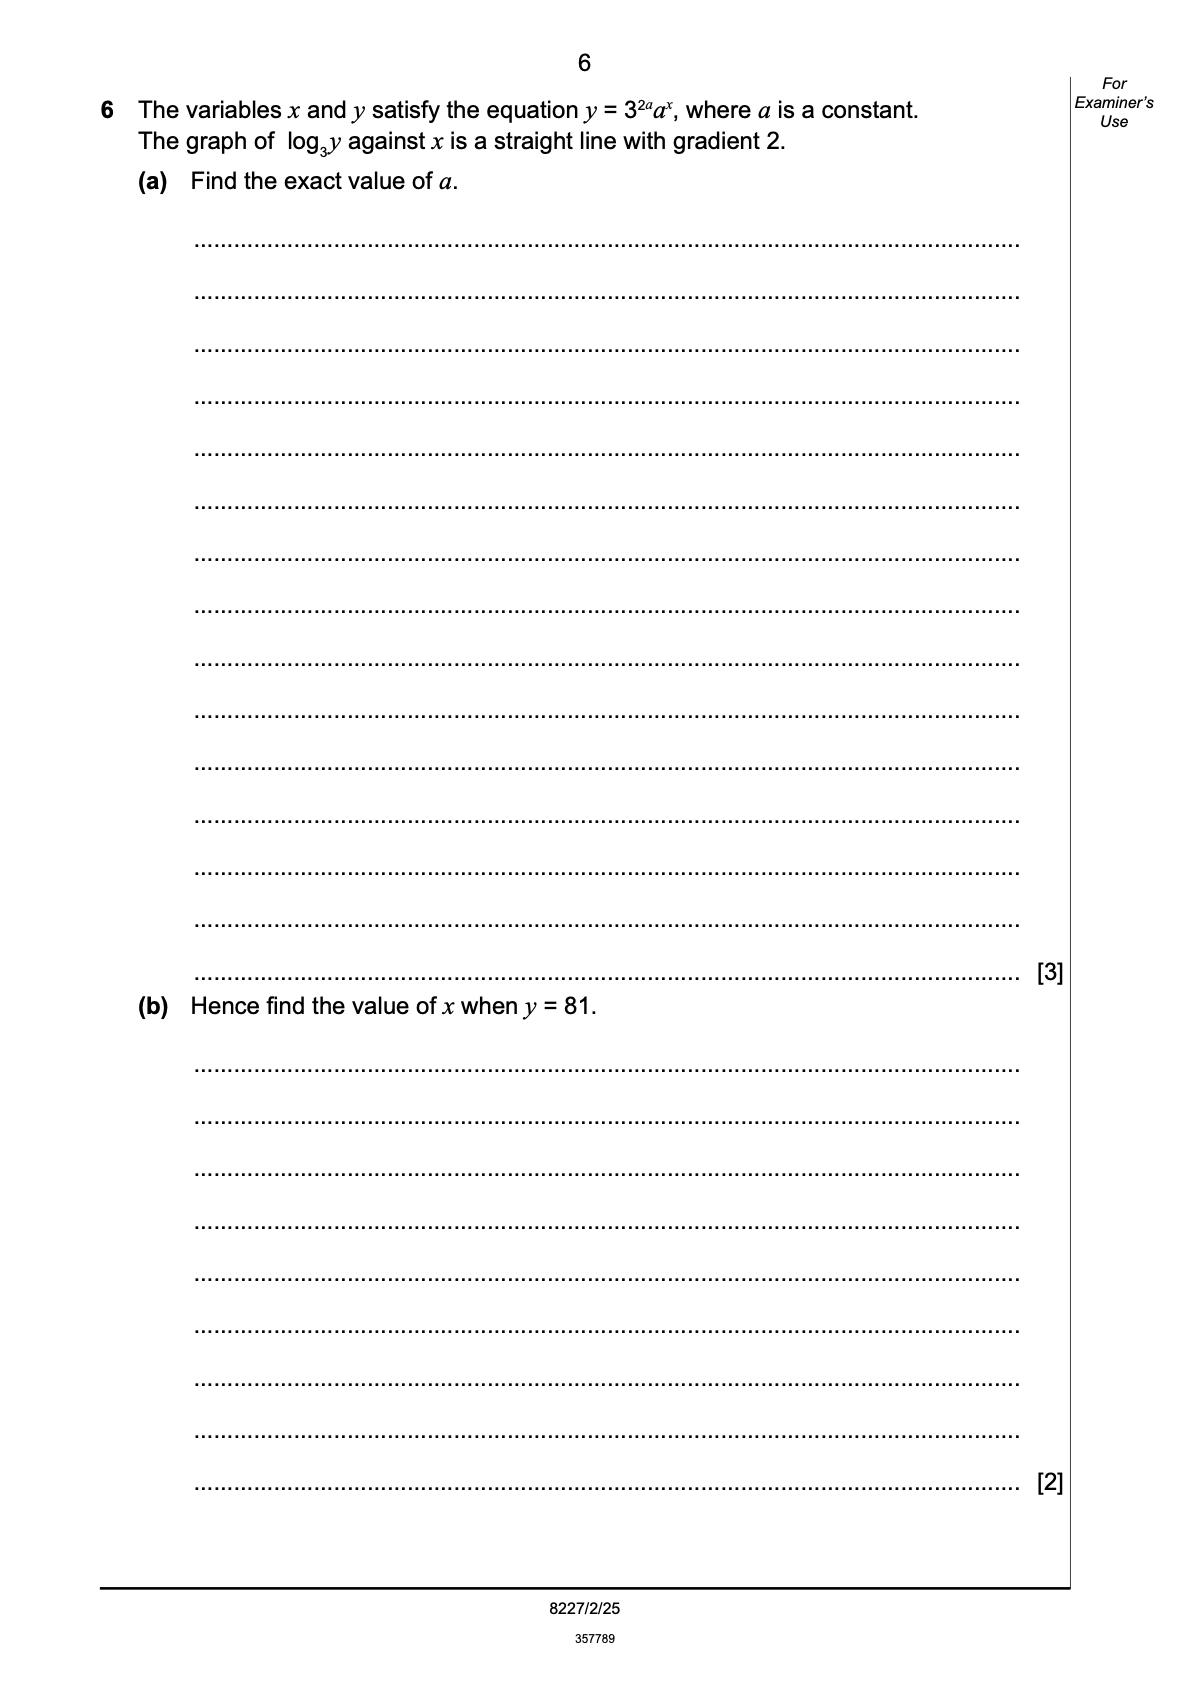 6
For
Examiner's
Use
6 The variables x and y satisfy the equation y = 3²ᵃaˣ, where a is a constant.
The graph of log₃y against x is a straight line with gradient 2.
(a) Find the exact value of a.
[3]
(b) Hence find the value of x when y = 81.
[2]
8227/2/25
357789